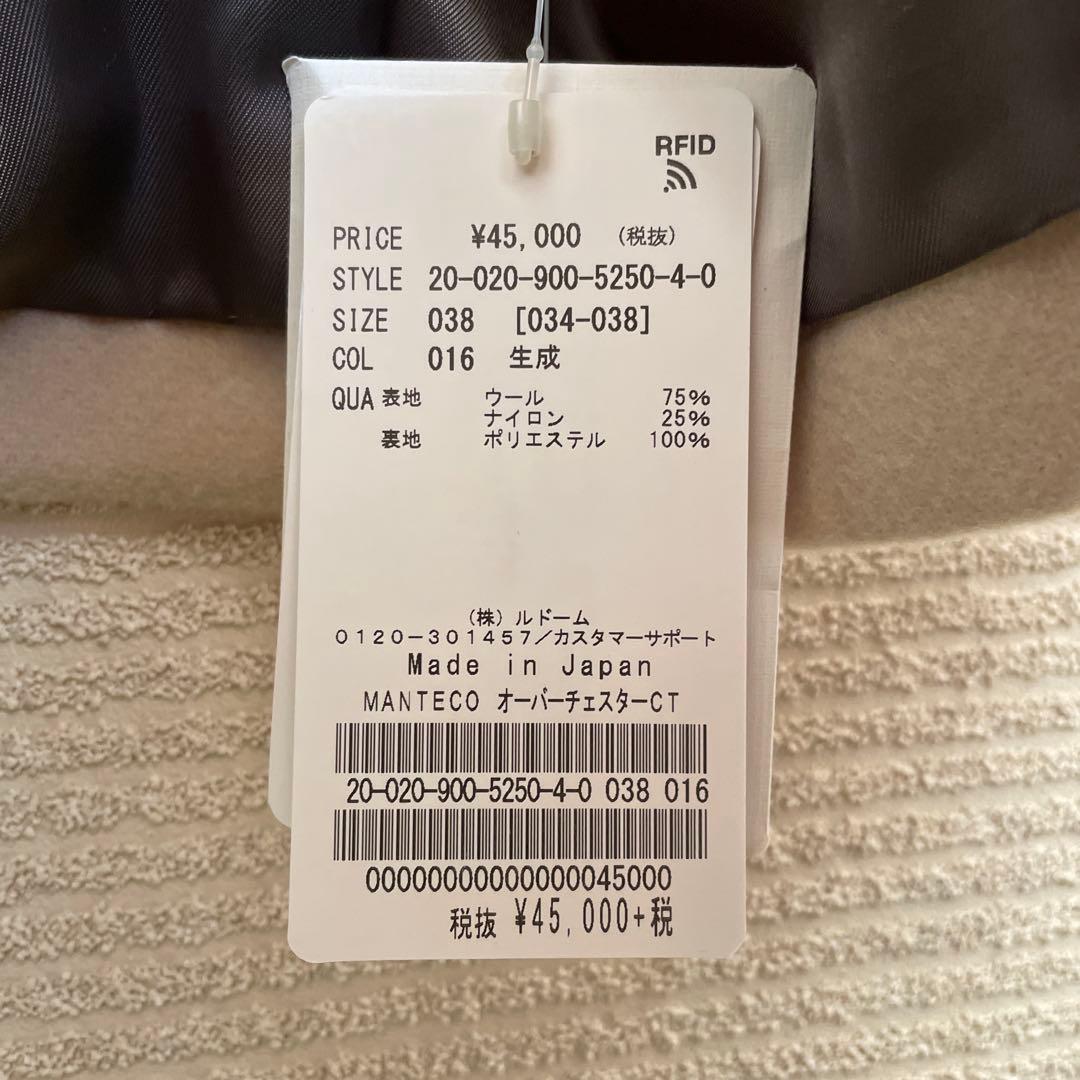 RFID
PRICE ¥45,000 (税抜)
STYLE 20-020-900-5250-4-0
SIZE 038 [034-038]
COL 016 生成
QUA 表地 ウール 75%
ナイロン 25%
裏地 ポリエステル 100%
(株)ルドーム
0120-301457/カスタマーサポート
Made in Japan
MANTECO オーバーチェスターCT
20-020-900-5250-4-0 038 016
00000000000000045000
税抜 ¥45,000+税